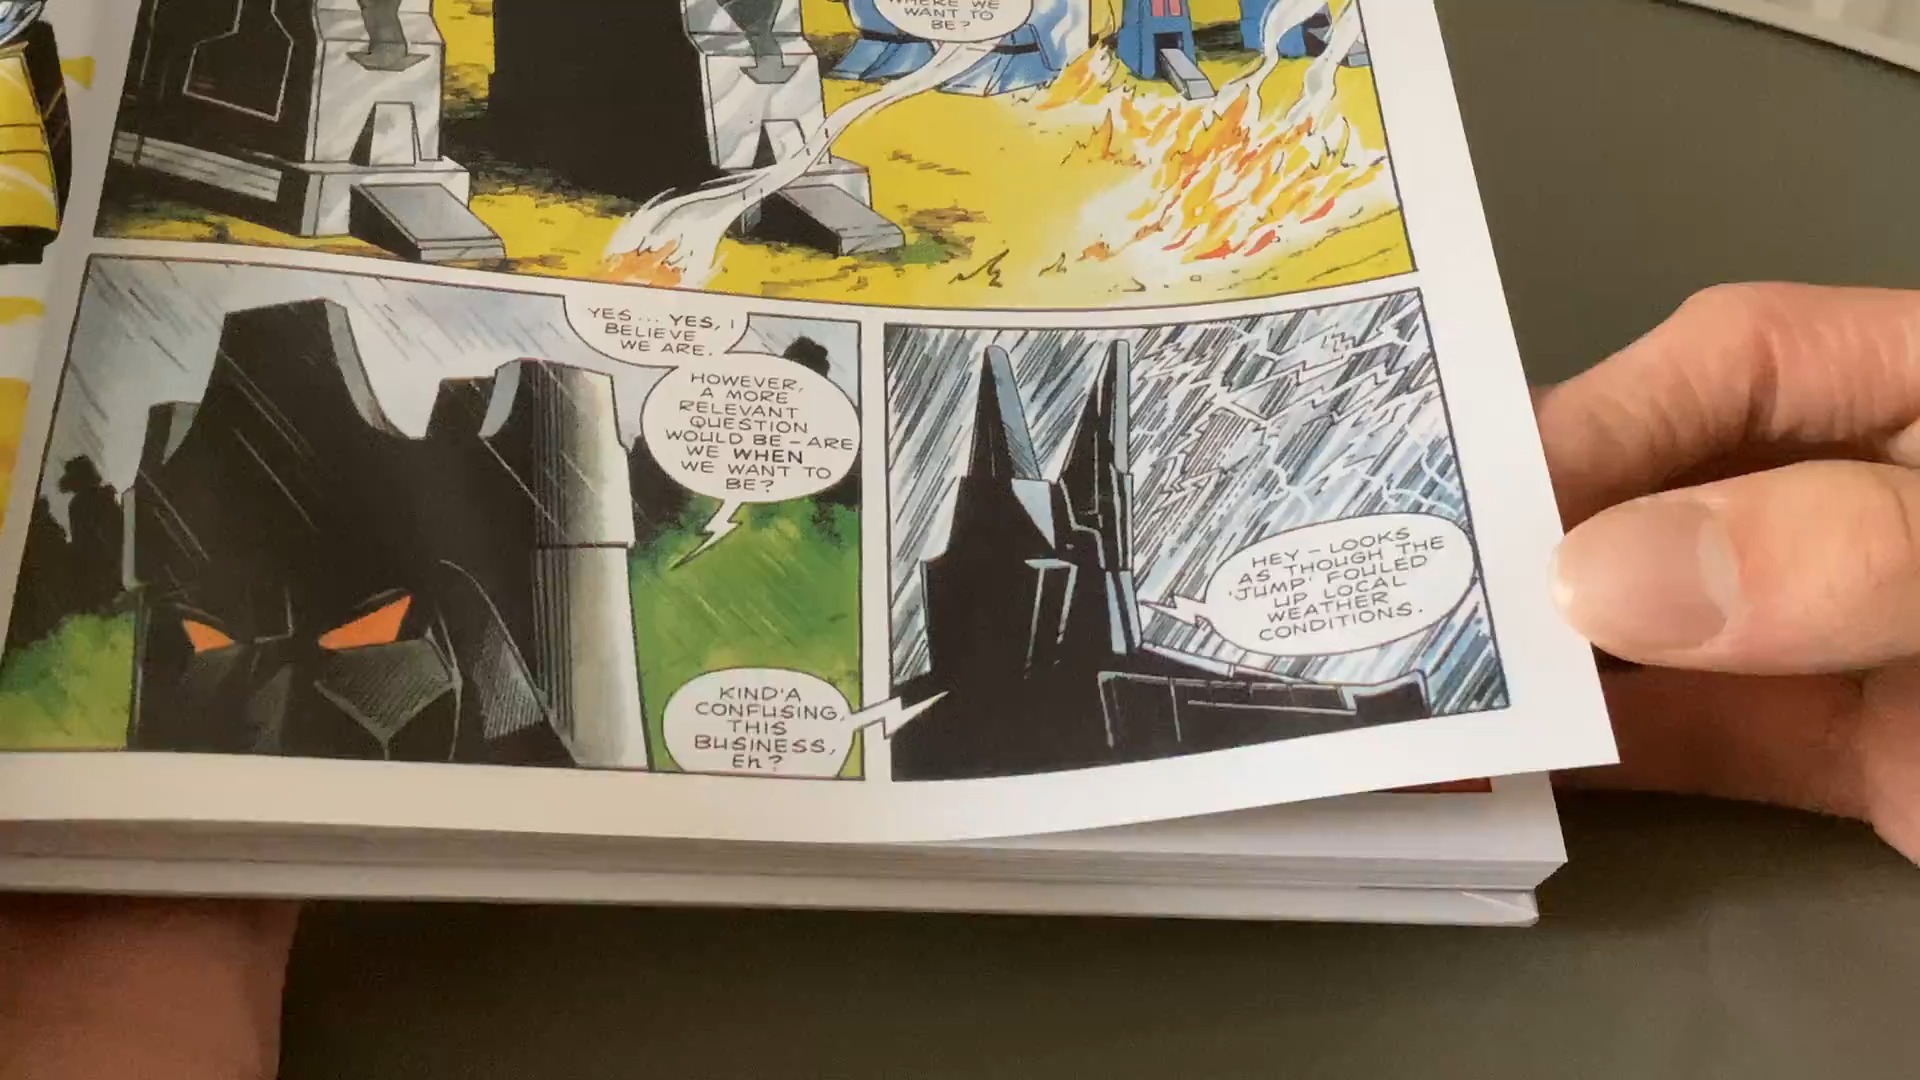 WHERE WE
WANT TO
BE?
YES... YES, I
BELIEVE
WE ARE.
HOWEVER,
A MORE
RELEVANT
QUESTION
WOULD BE – ARE
WE WHEN
WE WANT TO
BE?
KIND'A
CONFUSING,
THIS
BUSINESS,
Eh?
HEY – LOOKS
AS THOUGH THE
'JUMP' FOULED
UP LOCAL
WEATHER
CONDITIONS.